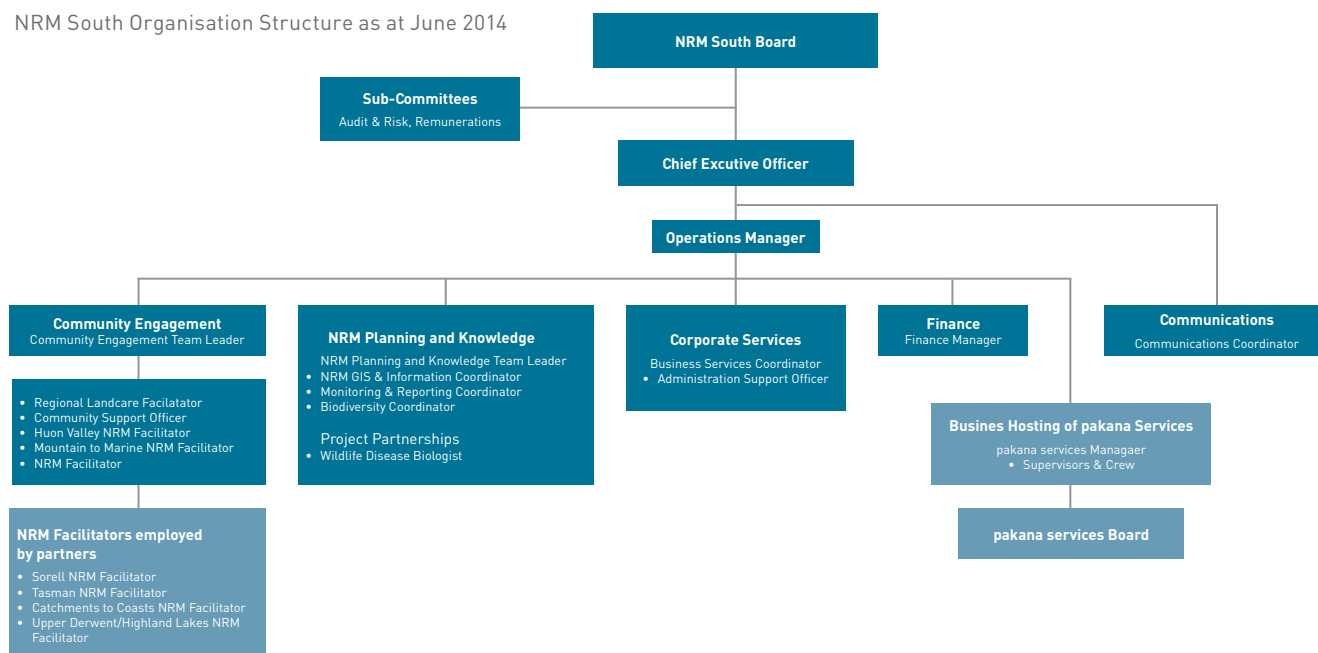 NRM South Organisation Structure as at June 2014
NRM South Board
Sub-Committees
Audit & Risk, Remunerations
Chief Excutive Officer
Operations Manager
Community Engagement
Community Engagement Team Leader
• Regional Landcare Facilatator
• Community Support Officer
• Huon Valley NRM Facilitator
• Mountain to Marine NRM Facilitator
• NRM Facilitator
NRM Facilitators employed
by partners
• Sorell NRM Facilitator
• Tasman NRM Facilitator
• Catchments to Coasts NRM Facilitator
• Upper Derwent/Highland Lakes NRM
Facilitator
NRM Planning and Knowledge
NRM Planning and Knowledge Team Leader
• NRM GIS & Information Coordinator
• Monitoring & Reporting Coordinator
• Biodiversity Coordinator
Project Partnerships
• Wildlife Disease Biologist
Corporate Services
Business Services Coordinator
• Administration Support Officer
Finance
Finance Manager
Communications
Communications Coordinator
Busines Hosting of pakana Services
pakana services Managaer
• Supervisors & Crew
pakana services Board